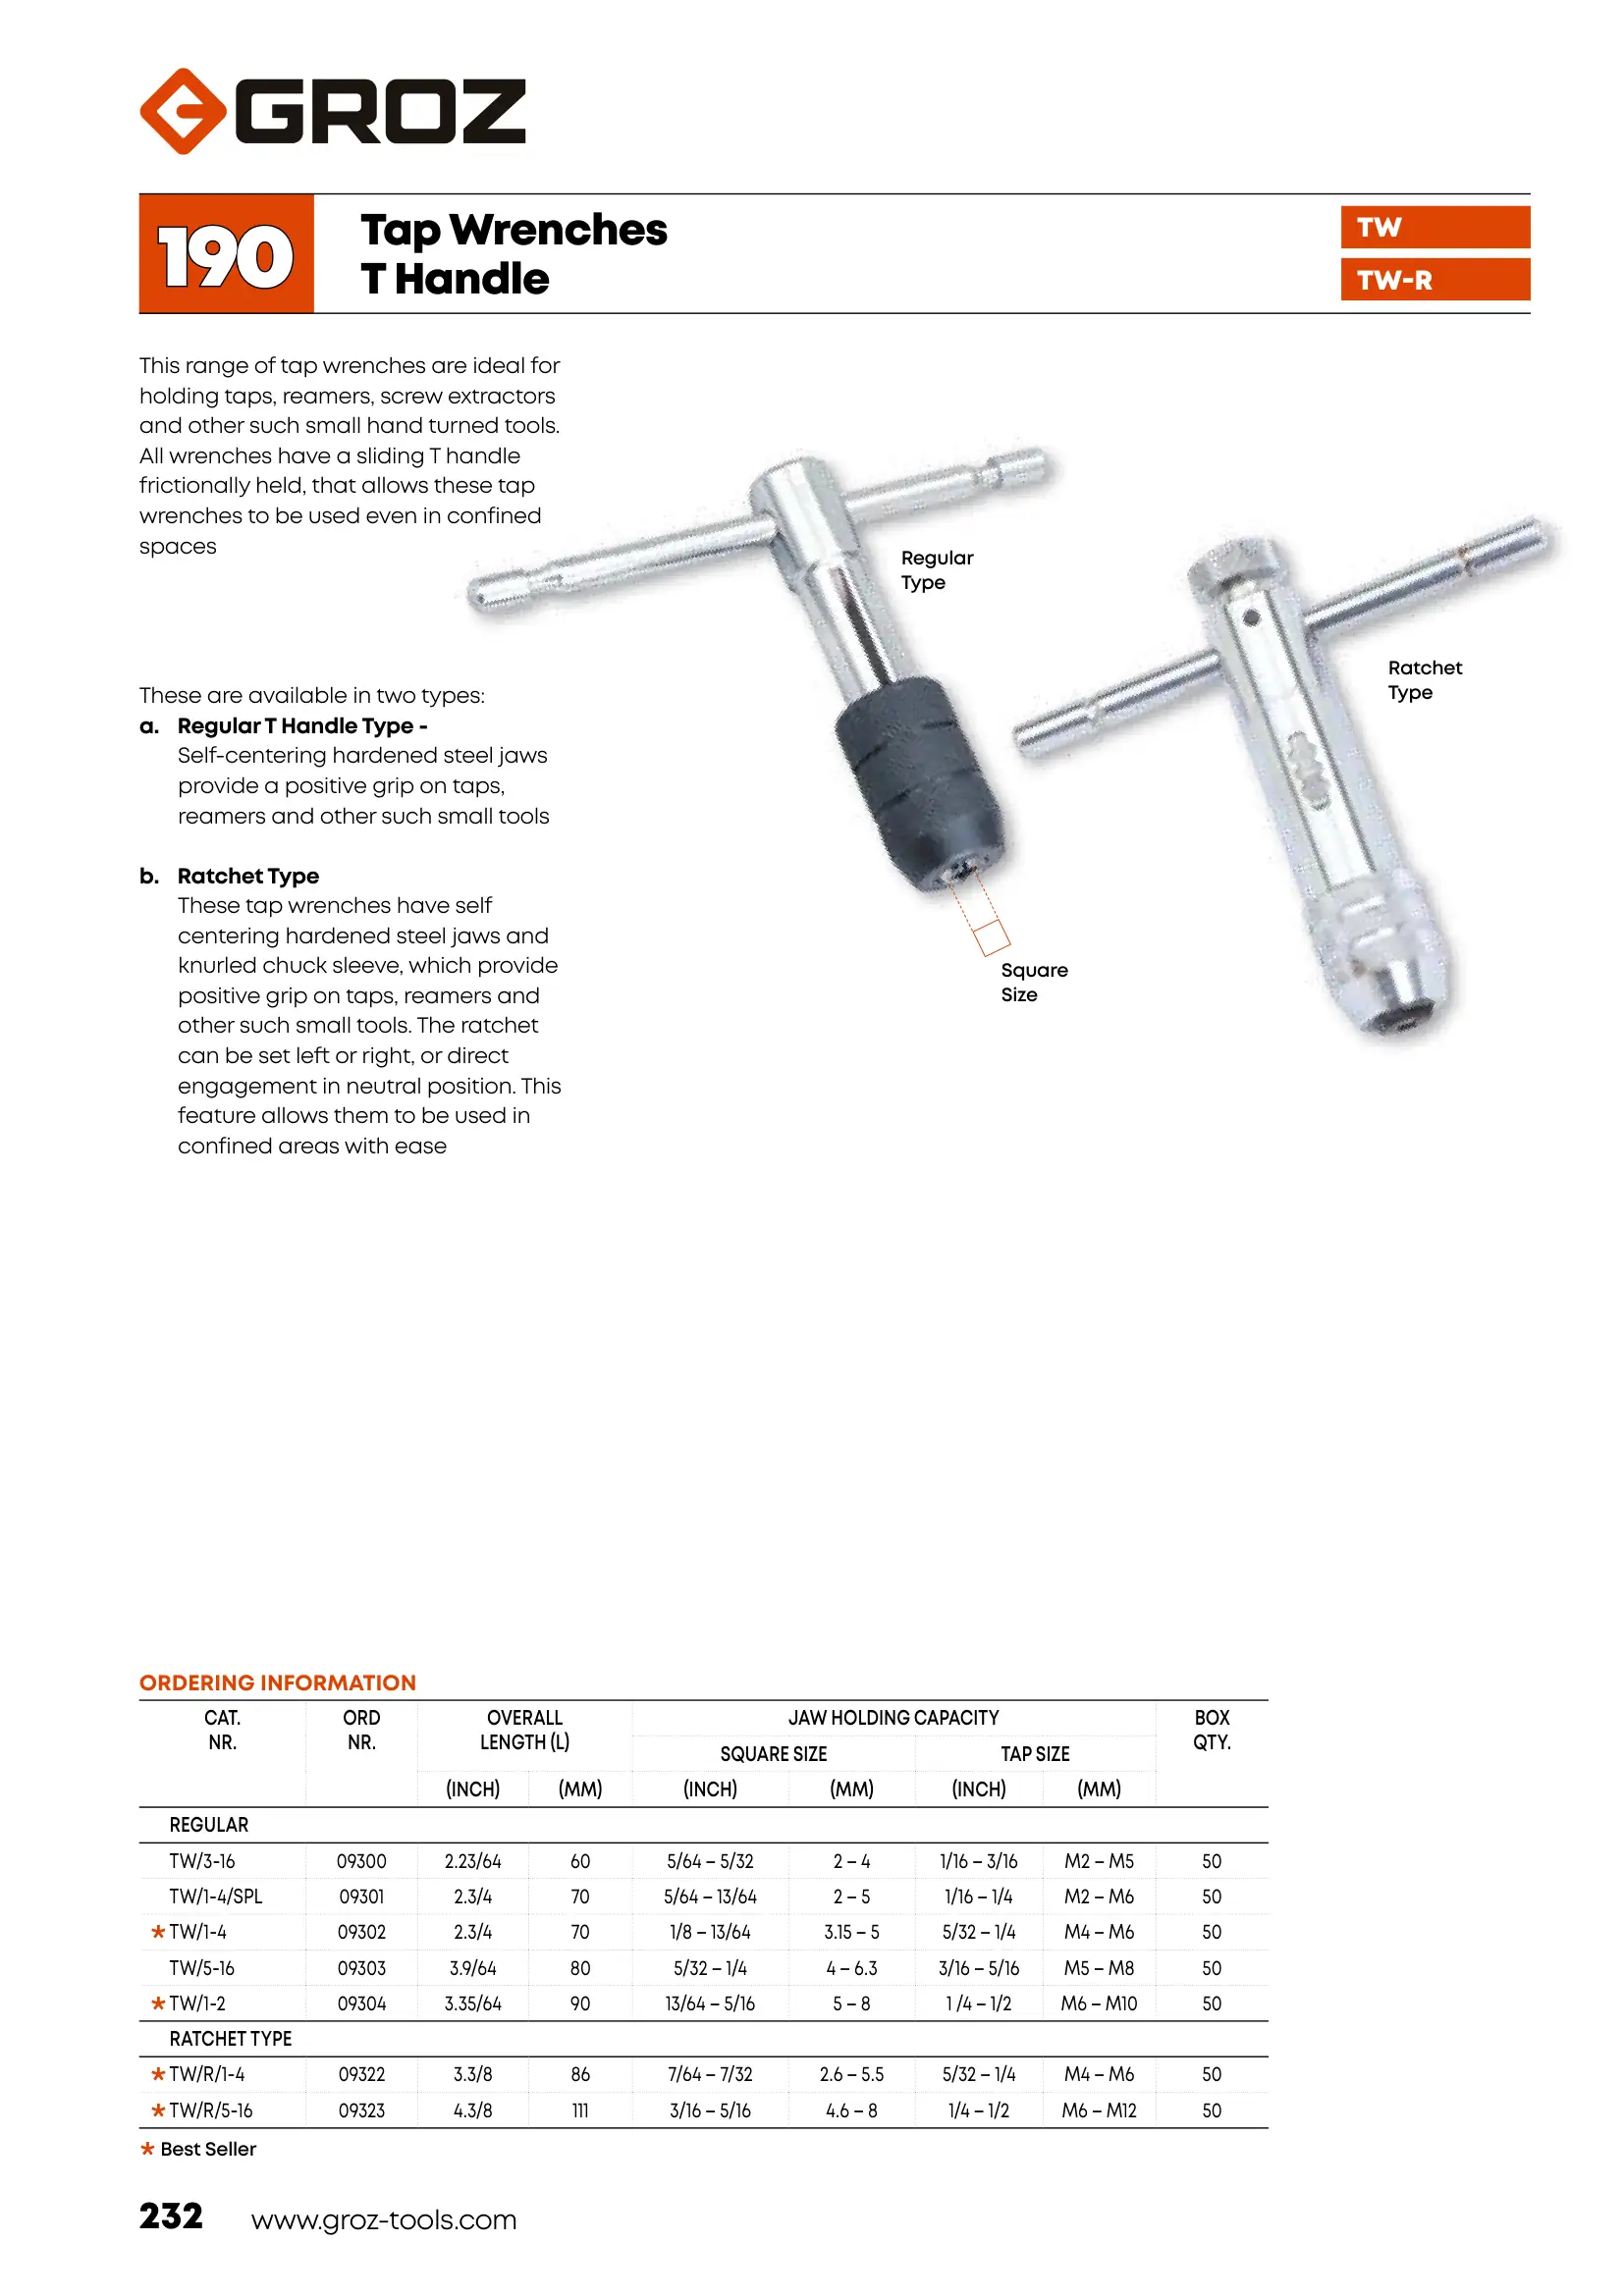 GROZ
190
Tap Wrenches
T Handle
TW
TW-R
This range of tap wrenches are ideal for
holding taps, reamers, screw extractors
and other such small hand turned tools.
All wrenches have a sliding T handle
frictionally held, that allows these tap
wrenches to be used even in confined
spaces
Regular
Type
Ratchet
Type
Square
Size
These are available in two types:
a. Regular T Handle Type -
Self-centering hardened steel jaws
provide a positive grip on taps,
reamers and other such small tools
b. Ratchet Type
These tap wrenches have self
centering hardened steel jaws and
knurled chuck sleeve, which provide
positive grip on taps, reamers and
other such small tools. The ratchet
can be set left or right, or direct
engagement in neutral position. This
feature allows them to be used in
confined areas with ease
ORDERING INFORMATION
CAT. ORD OVERALL JAW HOLDING CAPACITY BOX
NR. NR. LENGTH (L) QTY.
SQUARE SIZE TAP SIZE
(INCH) (MM) (INCH) (MM) (INCH) (MM)
REGULAR
TW/3-16 09300 2.23/64 60 5/64 – 5/32 2 – 4 1/16 – 3/16 M2 – M5 50
TW/1-4/SPL 09301 2.3/4 70 5/64 – 13/64 2 – 5 1/16 – 1/4 M2 – M6 50
* TW/1-4 09302 2.3/4 70 1/8 – 13/64 3.15 – 5 5/32 – 1/4 M4 – M6 50
TW/5-16 09303 3.9/64 80 5/32 – 1/4 4 – 6.3 3/16 – 5/16 M5 – M8 50
* TW/1-2 09304 3.35/64 90 13/64 – 5/16 5 – 8 1 /4 – 1/2 M6 – M10 50
RATCHET TYPE
* TW/R/1-4 09322 3.3/8 86 7/64 – 7/32 2.6 – 5.5 5/32 – 1/4 M4 – M6 50
* TW/R/5-16 09323 4.3/8 111 3/16 – 5/16 4.6 – 8 1/4 – 1/2 M6 – M12 50
* Best Seller
232 www.groz-tools.com